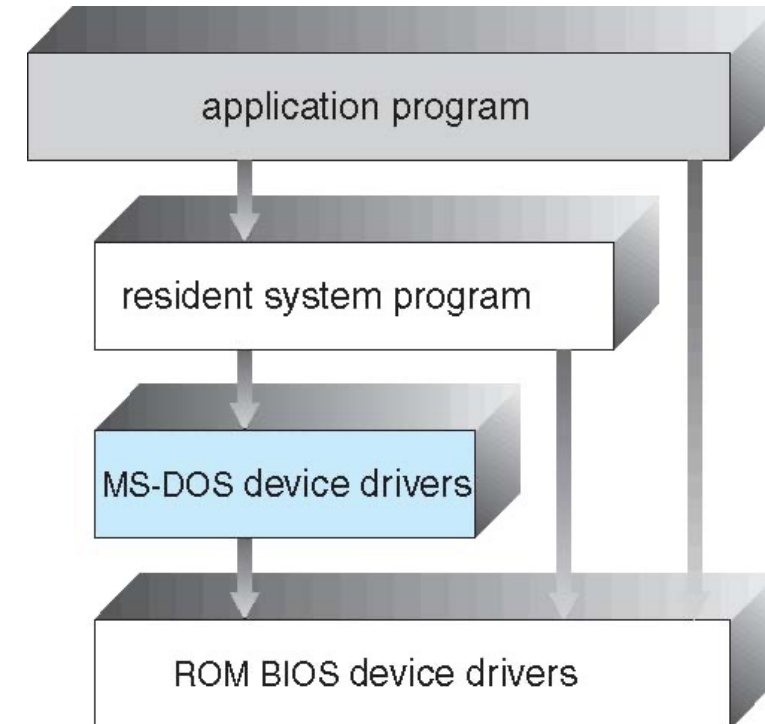 application program
resident system program
MS-DOS device drivers
ROM BIOS device drivers